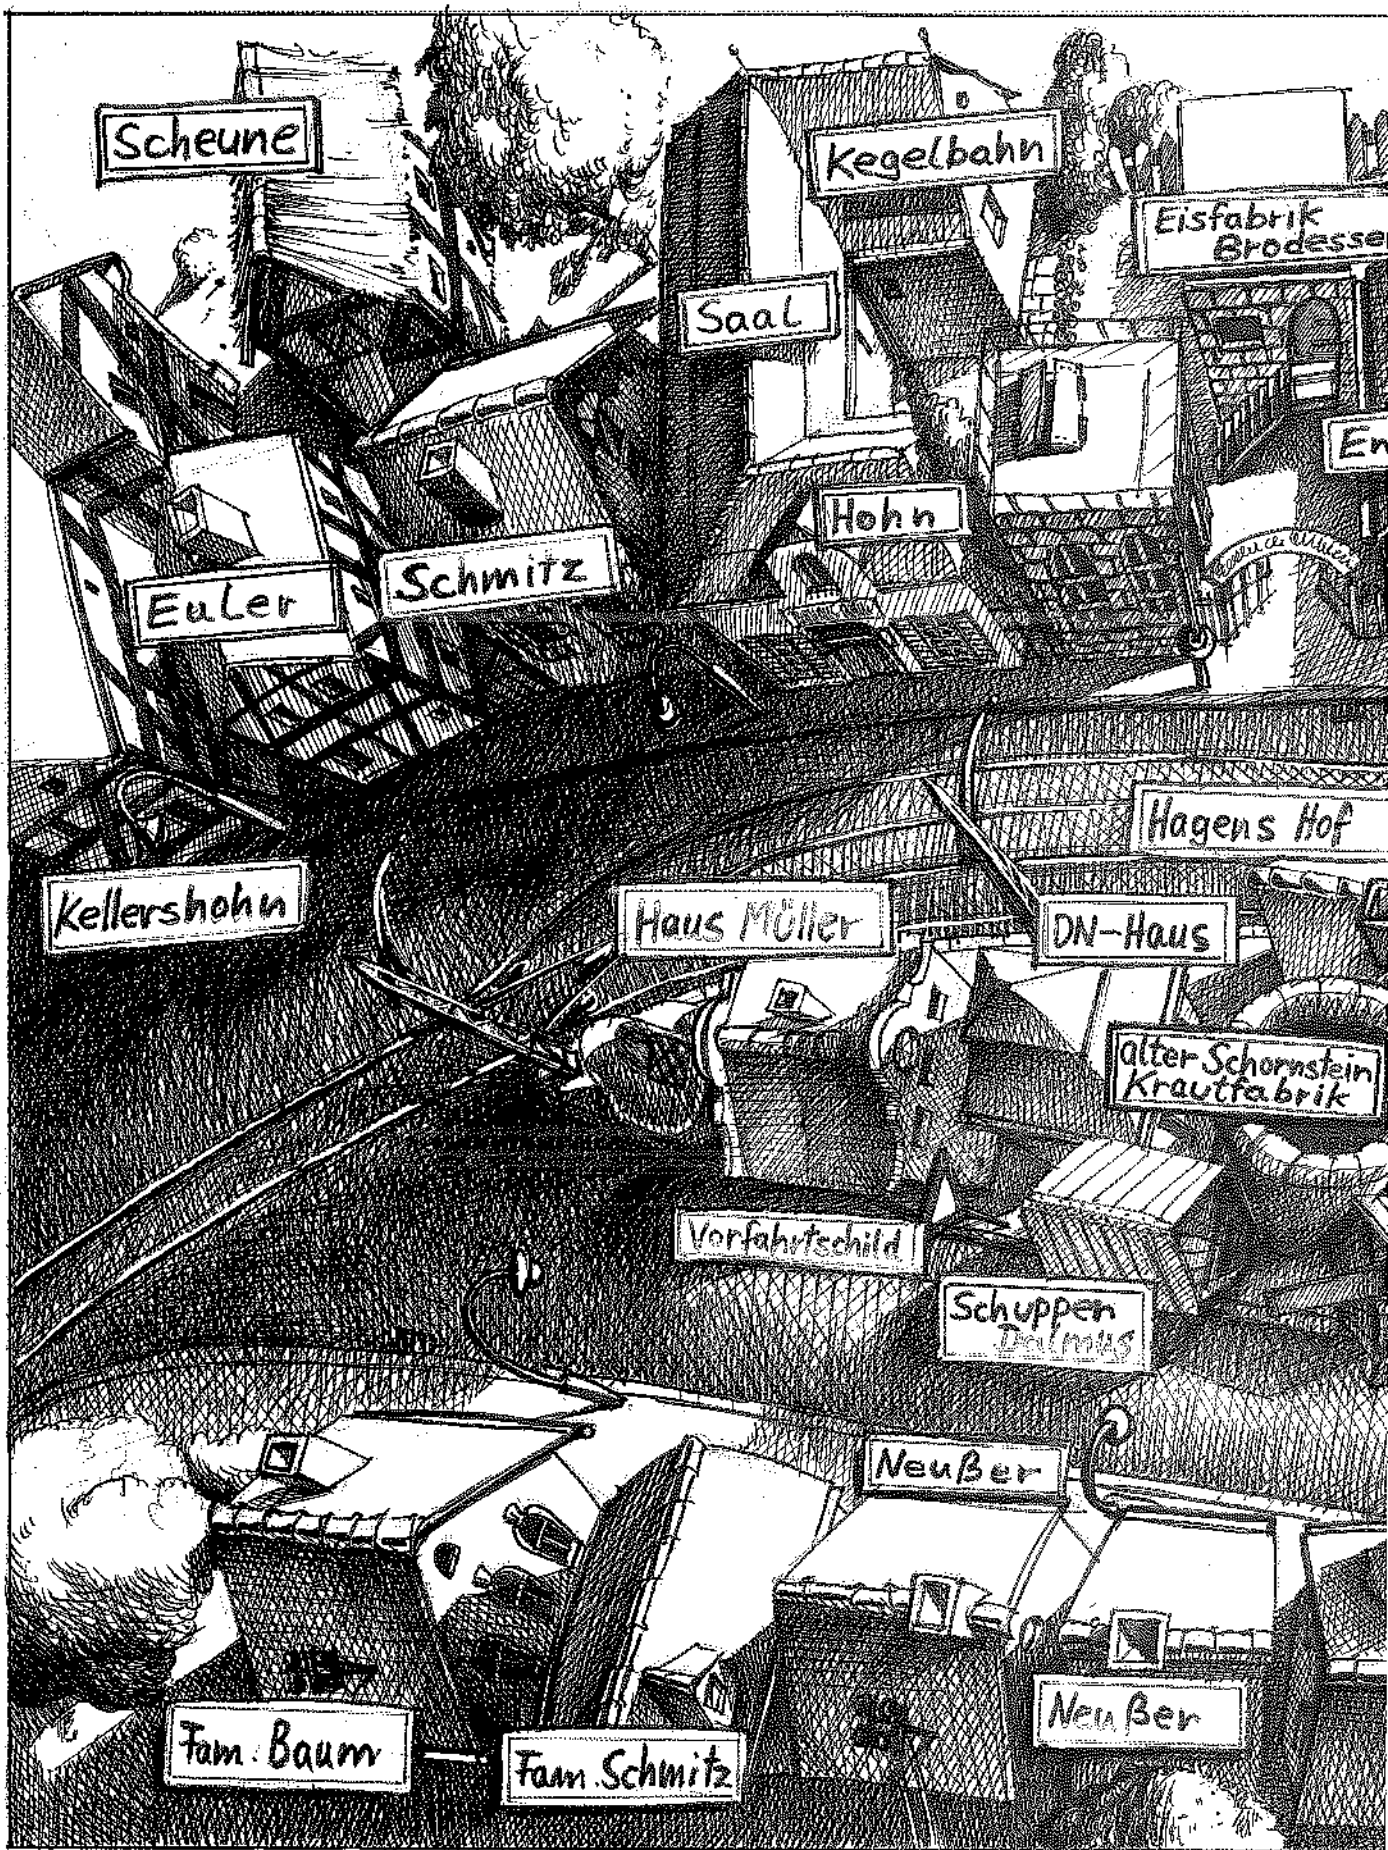 Scheune
Kegelbahn
Eisfabrik
Brodesse
Saal
En
Hohn
Schmitz
Euler
Hagens Hof
Kellershohn
Haus Müller
DN-Haus
alter Schornstein
Krautfabrik
Vorfahrtschild
Schuppen
Dalmus
Neußer
Neußer
Fam. Baum
Fam. Schmitz